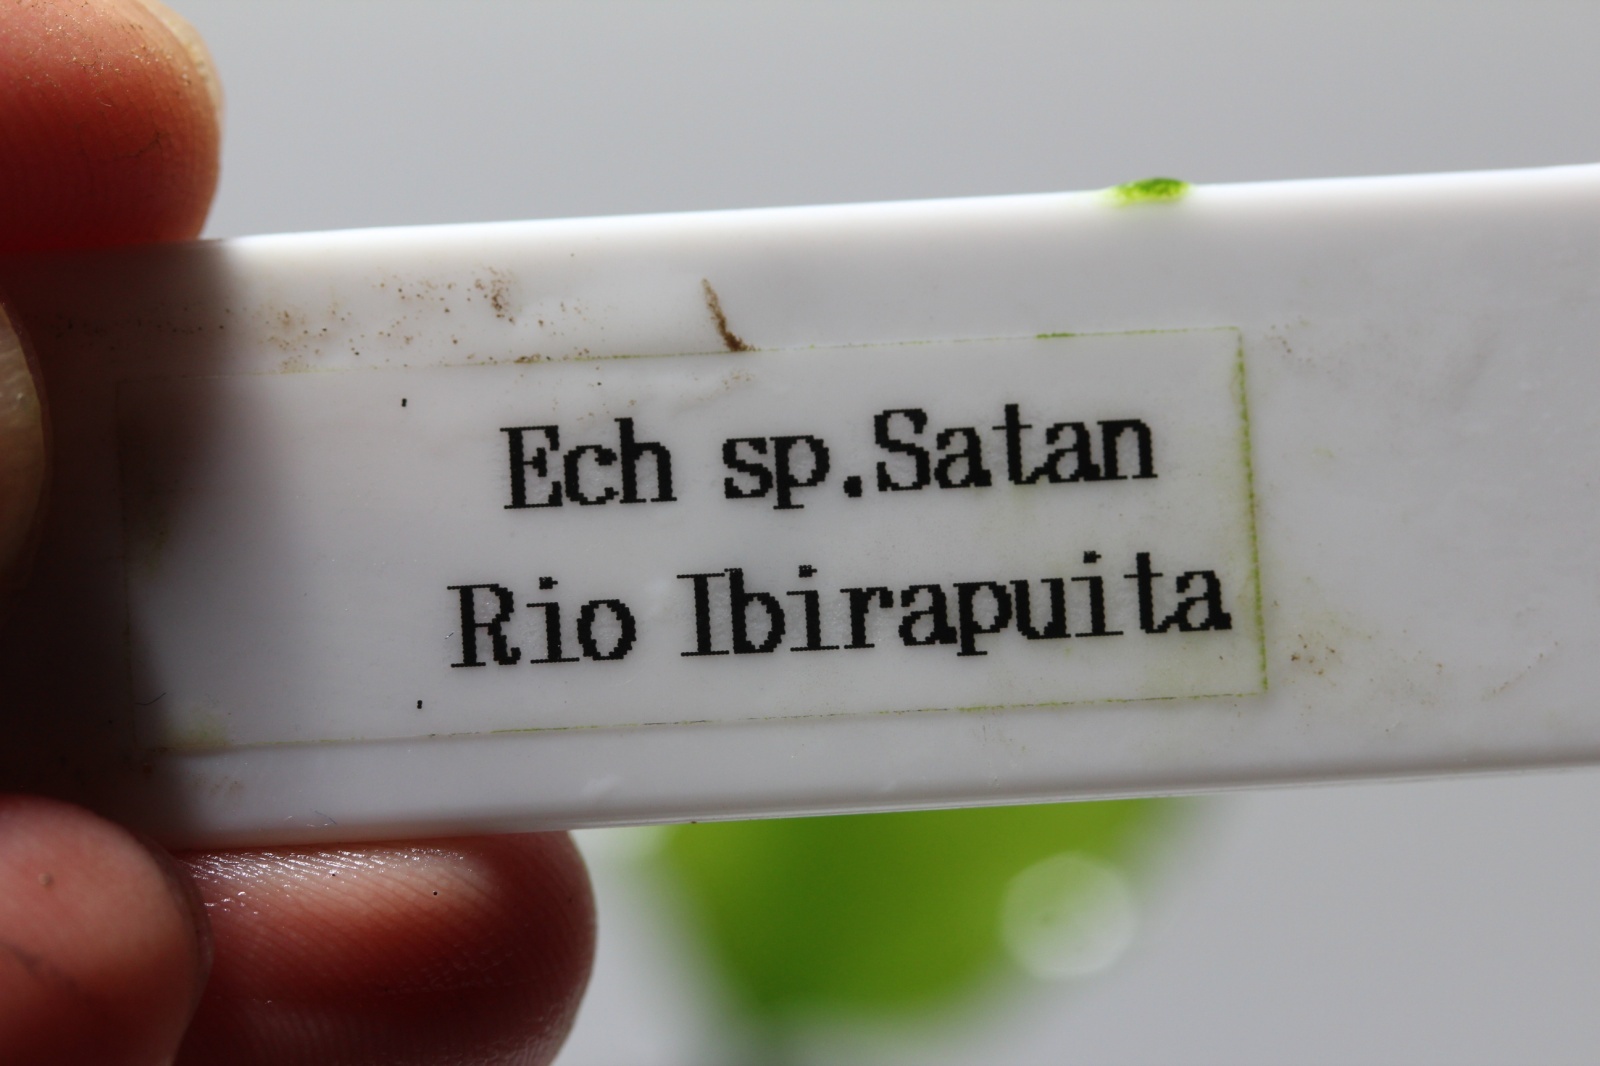 Ech sp.Satan
Rio Ibirapuita